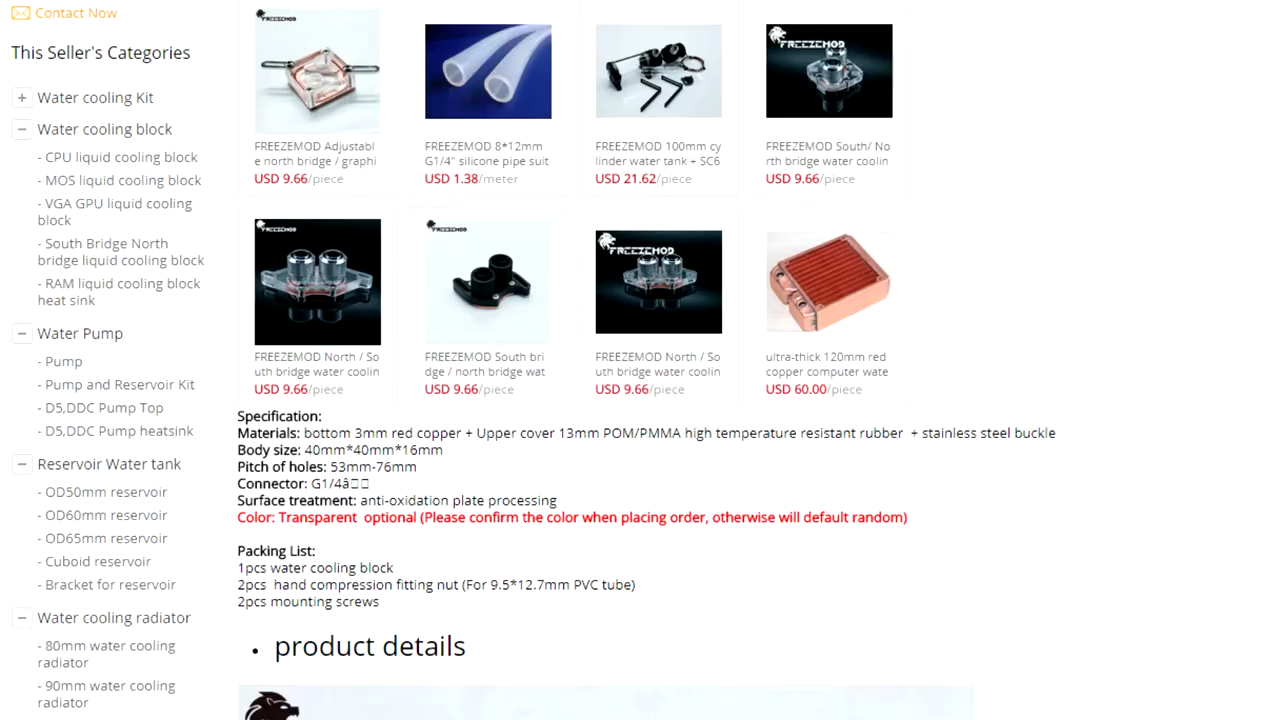 Contact Now
This Seller's Categories
Water cooling Kit
Water cooling block
- CPU liquid cooling block
- MOS liquid cooling block
- VGA GPU liquid cooling
block
- South Bridge North
bridge liquid cooling block
- RAM liquid cooling block
heat sink
Water Pump
- Pump
- Pump and Reservoir Kit
- D5,DDC Pump Top
- D5,DDC Pump heatsink
Reservoir Water tank
- OD50mm reservoir
- OD60mm reservoir
- OD65mm reservoir
- Cuboid reservoir
- Bracket for reservoir
Water cooling radiator
- 80mm water cooling
radiator
- 90mm water cooling
radiator
FREEZEMOD
FREEZEMOD Adjustabl
e north bridge / graphi
USD 9.66/piece
FREEZEMOD 8*12mm
G1/4" silicone pipe suit
USD 1.38/meter
FREEZEMOD 100mm cy
linder water tank + SC6
USD 21.62/piece
FREEZEMOD
FREEZEMOD South/ No
rth bridge water coolin
USD 9.66/piece
FREEZEMOD
FREEZEMOD North / So
uth bridge water coolin
USD 9.66/piece
FREEZEMOD
FREEZEMOD South bri
dge / north bridge wat
USD 9.66/piece
FREEZEMOD
FREEZEMOD North / So
uth bridge water coolin
USD 9.66/piece
ultra-thick 120mm red
copper computer wate
USD 60.00/piece
Specification:
Materials: bottom 3mm red copper + Upper cover 13mm POM/PMMA high temperature resistant rubber + stainless steel buckle
Body size: 40mm*40mm*16mm
Pitch of holes: 53mm-76mm
Connector: G1/4â
Surface treatment: anti-oxidation plate processing
Color: Transparent optional (Please confirm the color when placing order, otherwise will default random)
Packing List:
1pcs water cooling block
2pcs hand compression fitting nut (For 9.5*12.7mm PVC tube)
2pcs mounting screws
• product details